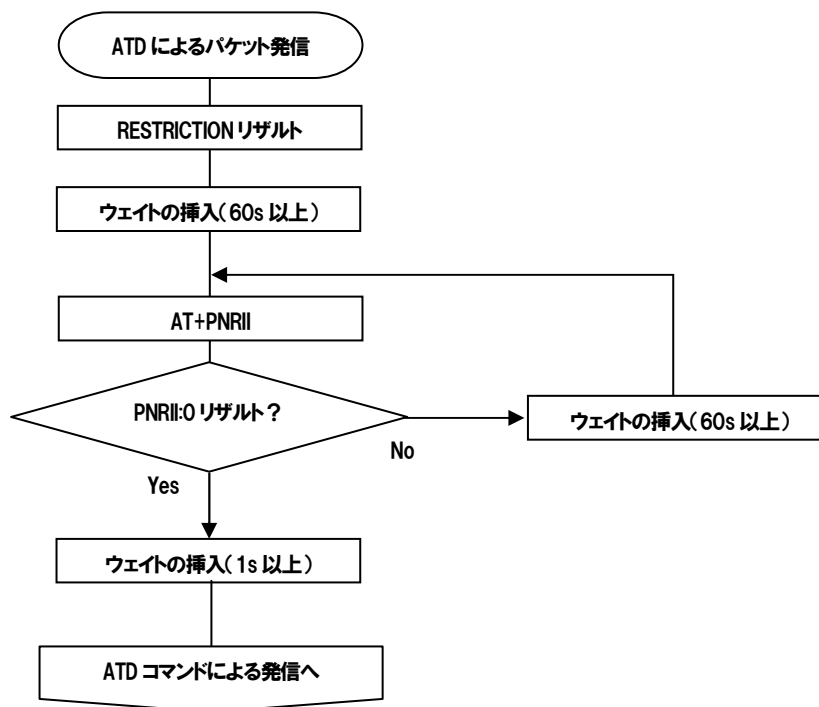 ATD によるパケット発信
RESTRICTION リザルト
ウェイトの挿入(60s 以上)
AT+PNRII
PNRII:0 リザルト?
No
ウェイトの挿入(60s 以上)
Yes
ウェイトの挿入(1s 以上)
ATD コマンドによる発信へ